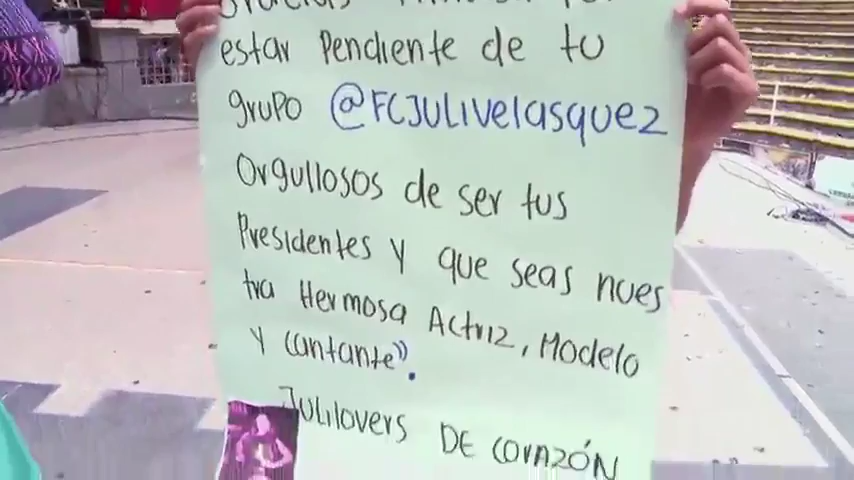 estar Pendiente de tu
grupo @FCJULIVelasquez
Orgullosos de ser tus
Presidentes y que seas nues
tra Hermosa Actriz, Modelo
y cantante".
Julilovers DE CORAZÓN